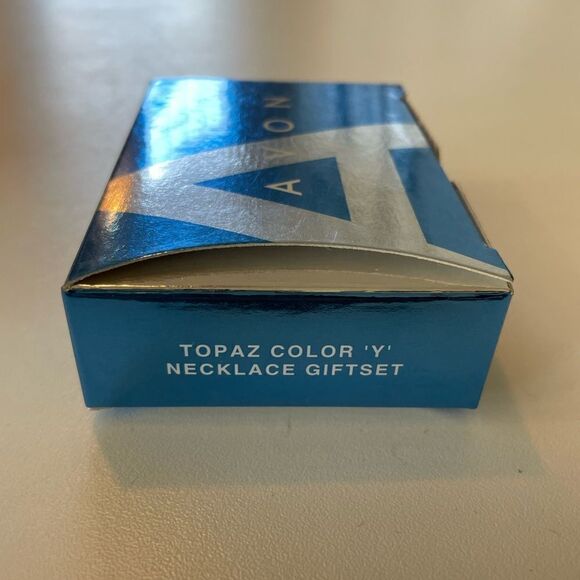 AVON
TOPAZ COLOR 'Y'
NECKLACE GIFTSET